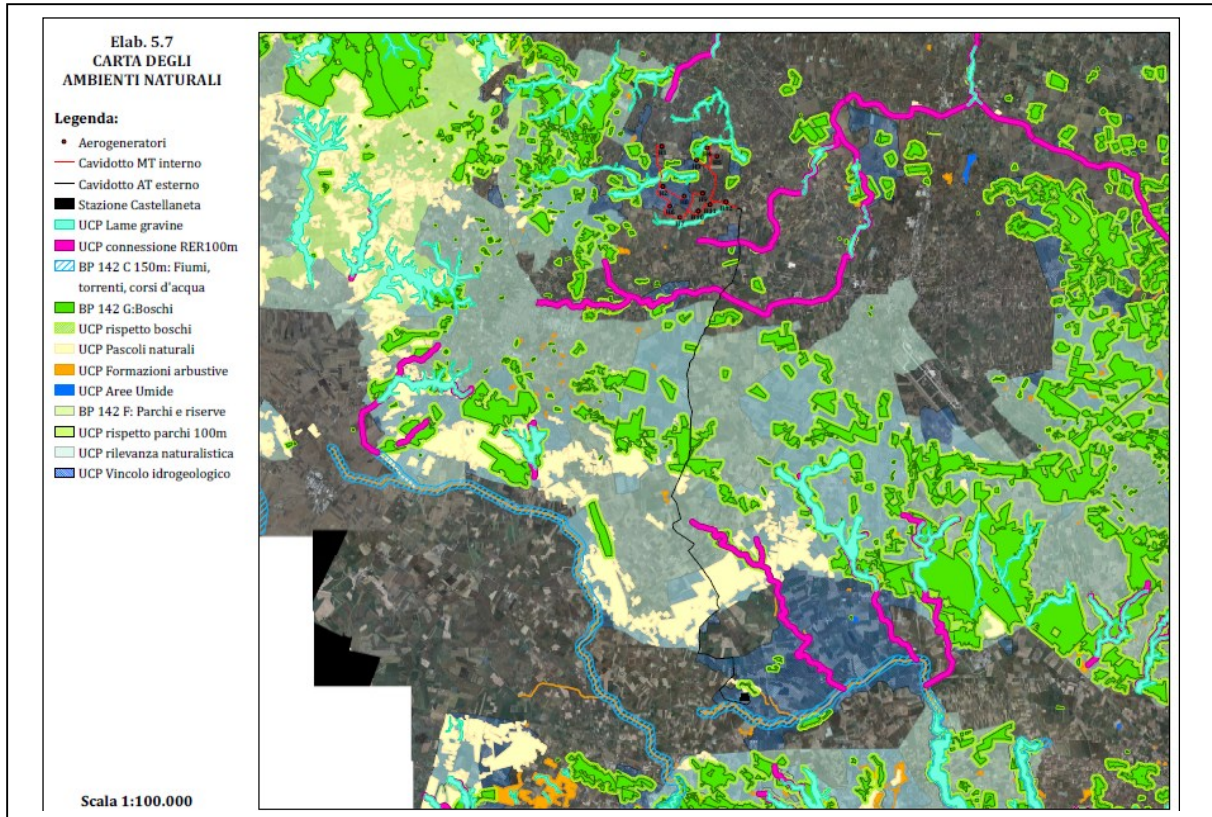 Elab. 5.7
CARTA DEGLI
AMBIENTI NATURALI
Legenda:
Aerogeneratori
Cavidotto MT interno
Cavidotto AT esterno
Stazione Castellaneta
UCP Lame gravine
UCP connessione RER100m
BP 142 C 150m: Fiumi,
torrenti, corsi d'acqua
BP 142 G:Boschi
UCP rispetto boschi
UCP Pascoli naturali
UCP Formazioni arbustive
UCP Aree Umide
BP 142 F: Parchi e riserve
UCP rispetto parchi 100m
UCP rilevanza naturalistica
UCP Vincolo idrogeologico
Scala 1:100.000